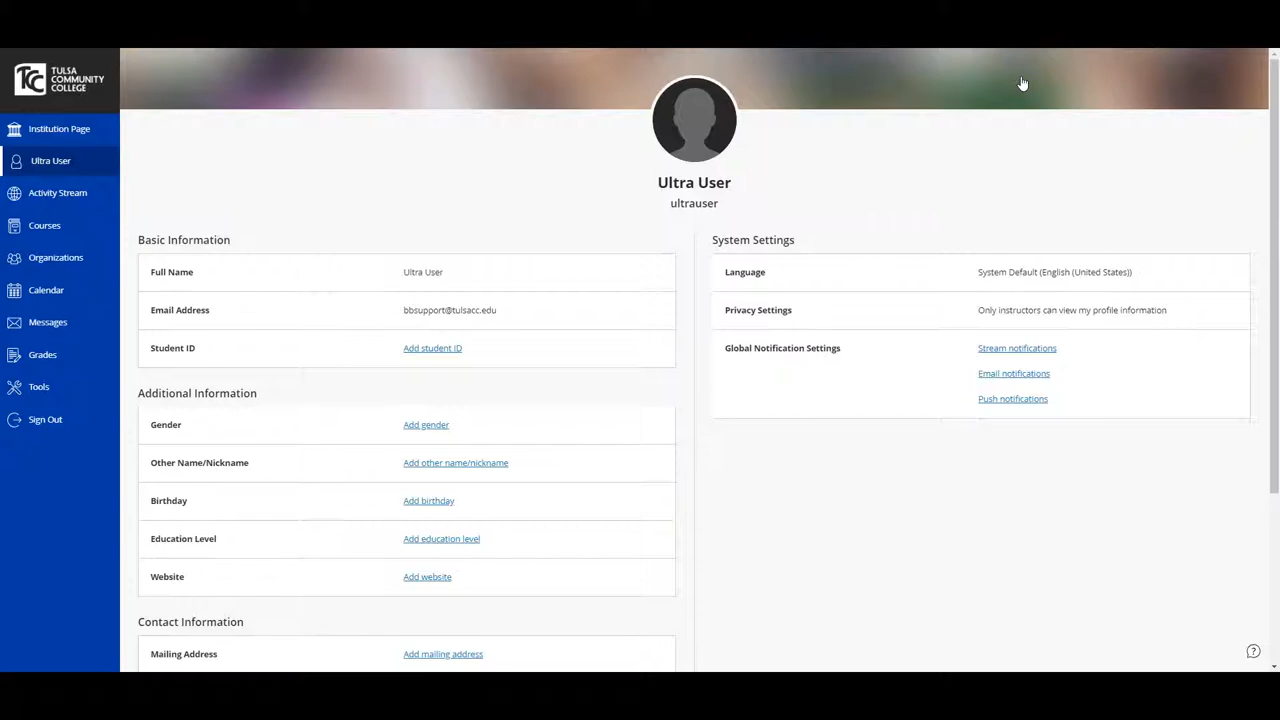 TULSA
COMMUNITY
COLLEGE
Institution Page
Ultra User
Activity Stream
Courses
Organizations
Calendar
Messages
Grades
Tools
Sign Out
Ultra User
ultrauser
Basic Information
Full Name Ultra User
Email Address bbsupport@tulsacc.edu
Student ID Add student ID
Additional Information
Gender Add gender
Other Name/Nickname Add other name/nickname
Birthday Add birthday
Education Level Add education level
Website Add website
Contact Information
Mailing Address Add mailing address
System Settings
Language System Default (English (United States))
Privacy Settings Only instructors can view my profile information
Global Notification Settings Stream notifications
Email notifications
Push notifications
?